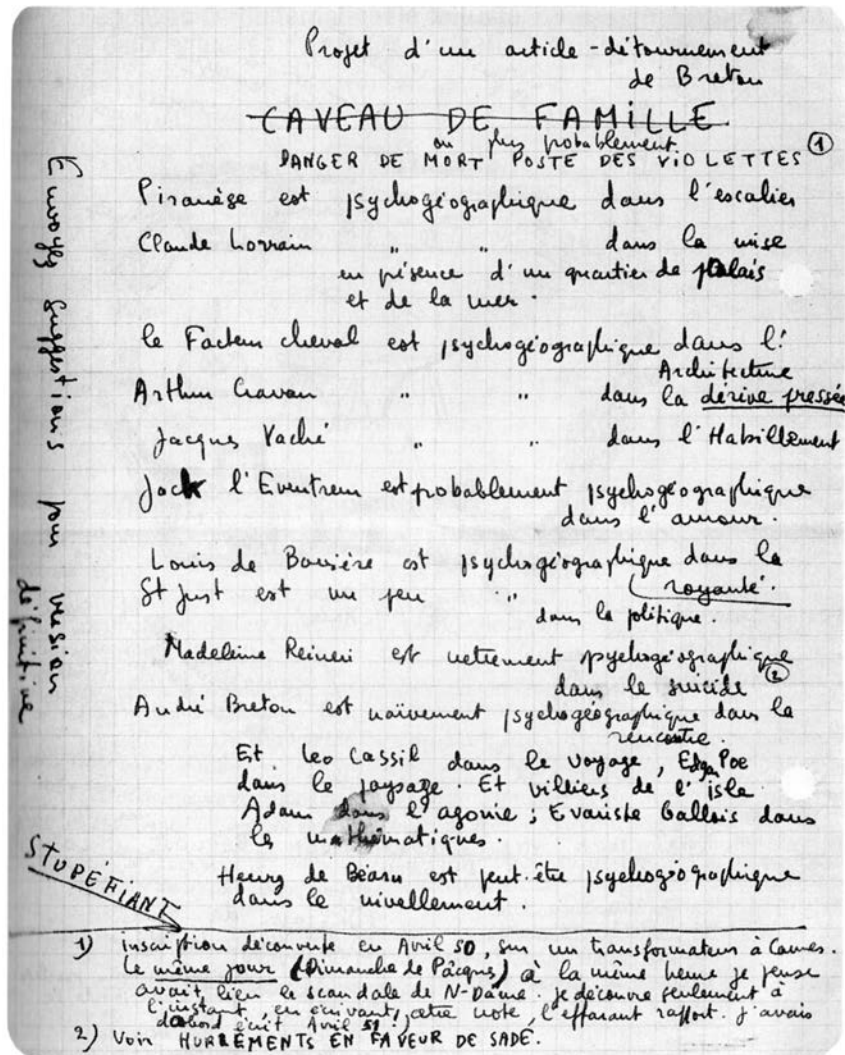 Projet d'un article-détournement
de Breton
CAVEAU DE FAMILLE
ou plus probablement
DANGER DE MORT POSTE DES VIOLETTES ①
Piranèse est psychogéographique dans l'escalier
Claude Lorrain " " dans la mise
en présence d'un quartier de palais
et de la mer.
le Facteur cheval est psychogéographique dans l'
Architecture
Arthur Cravan " " dans la dérive pressée
Jacques Vaché " " dans l'Habillement
Jack l'Eventreur est probablement psychogéographique
dans l'amour.
Louis de Bavière est psychogéographique dans la
royauté.
St Just est un peu "
dans la politique.
Madeleine Reineri est nettement psychogéographique
dans le suicide ②
André Breton est naïvement psychogéographique dans la
rencontre.
Et Leo Cassil dans le voyage, Edgar Poe
dans le paysage. Et villiers de l'isle
Adam dans l'agonie ; Evariste Gallois dans
les mathématiques.
Henry de Béarn est peut-être psychogéographique
dans le nivellement.
STUPÉFIANT
1) inscription découverte en Avril 50, sur un transformateur à Cannes.
Le même jour (Dimanche de Pâcques) à la même heure je pense
avait lieu le scandale de N-Dame. je découvre seulement à
l'instant, en écrivant cette note, l'effarant rapport. j'avais
d'abord écrit Avril 51 !)
2) Voir HURLEMENTS EN FAVEUR DE SADE.
Envoyez suggestions pour version
définitive